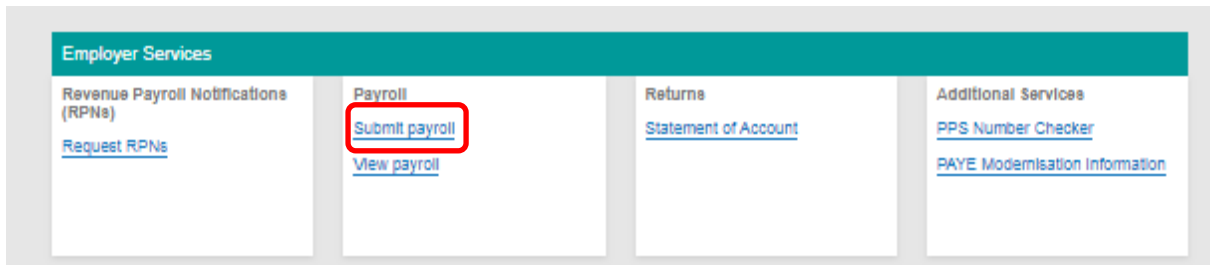 Employer Services
Revenue Payroll Notifications
(RPNs)
Request RPNs
Payroll
Submit payroll
View payroll
Returns
Statement of Account
Additional Services
PPS Number Checker
PAYE Modernisation Information